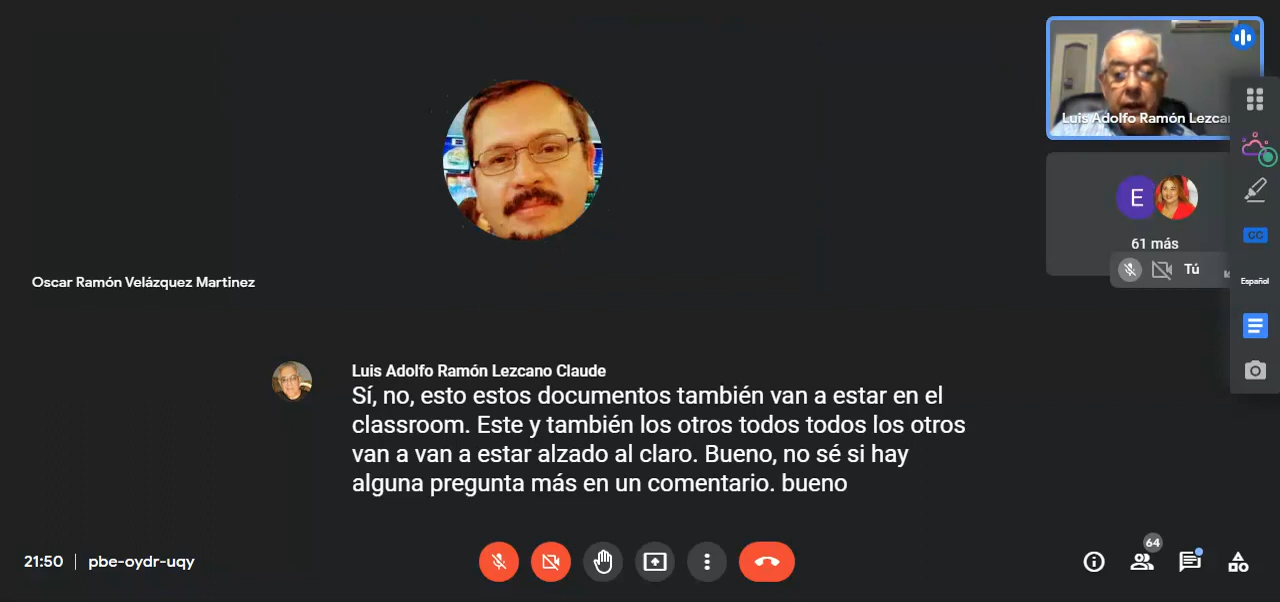 Luis Adolfo Ramón Lezca
E
61 más
Tú
CC
Español
Oscar Ramón Velázquez Martinez
Luis Adolfo Ramón Lezcano Claude
Sí, no, esto estos documentos también van a estar en el
classroom. Este y también los otros todos todos los otros
van a van a estar alzado al claro. Bueno, no sé si hay
alguna pregunta más en un comentario. bueno
21:50 | pbe-oydr-uqy
64